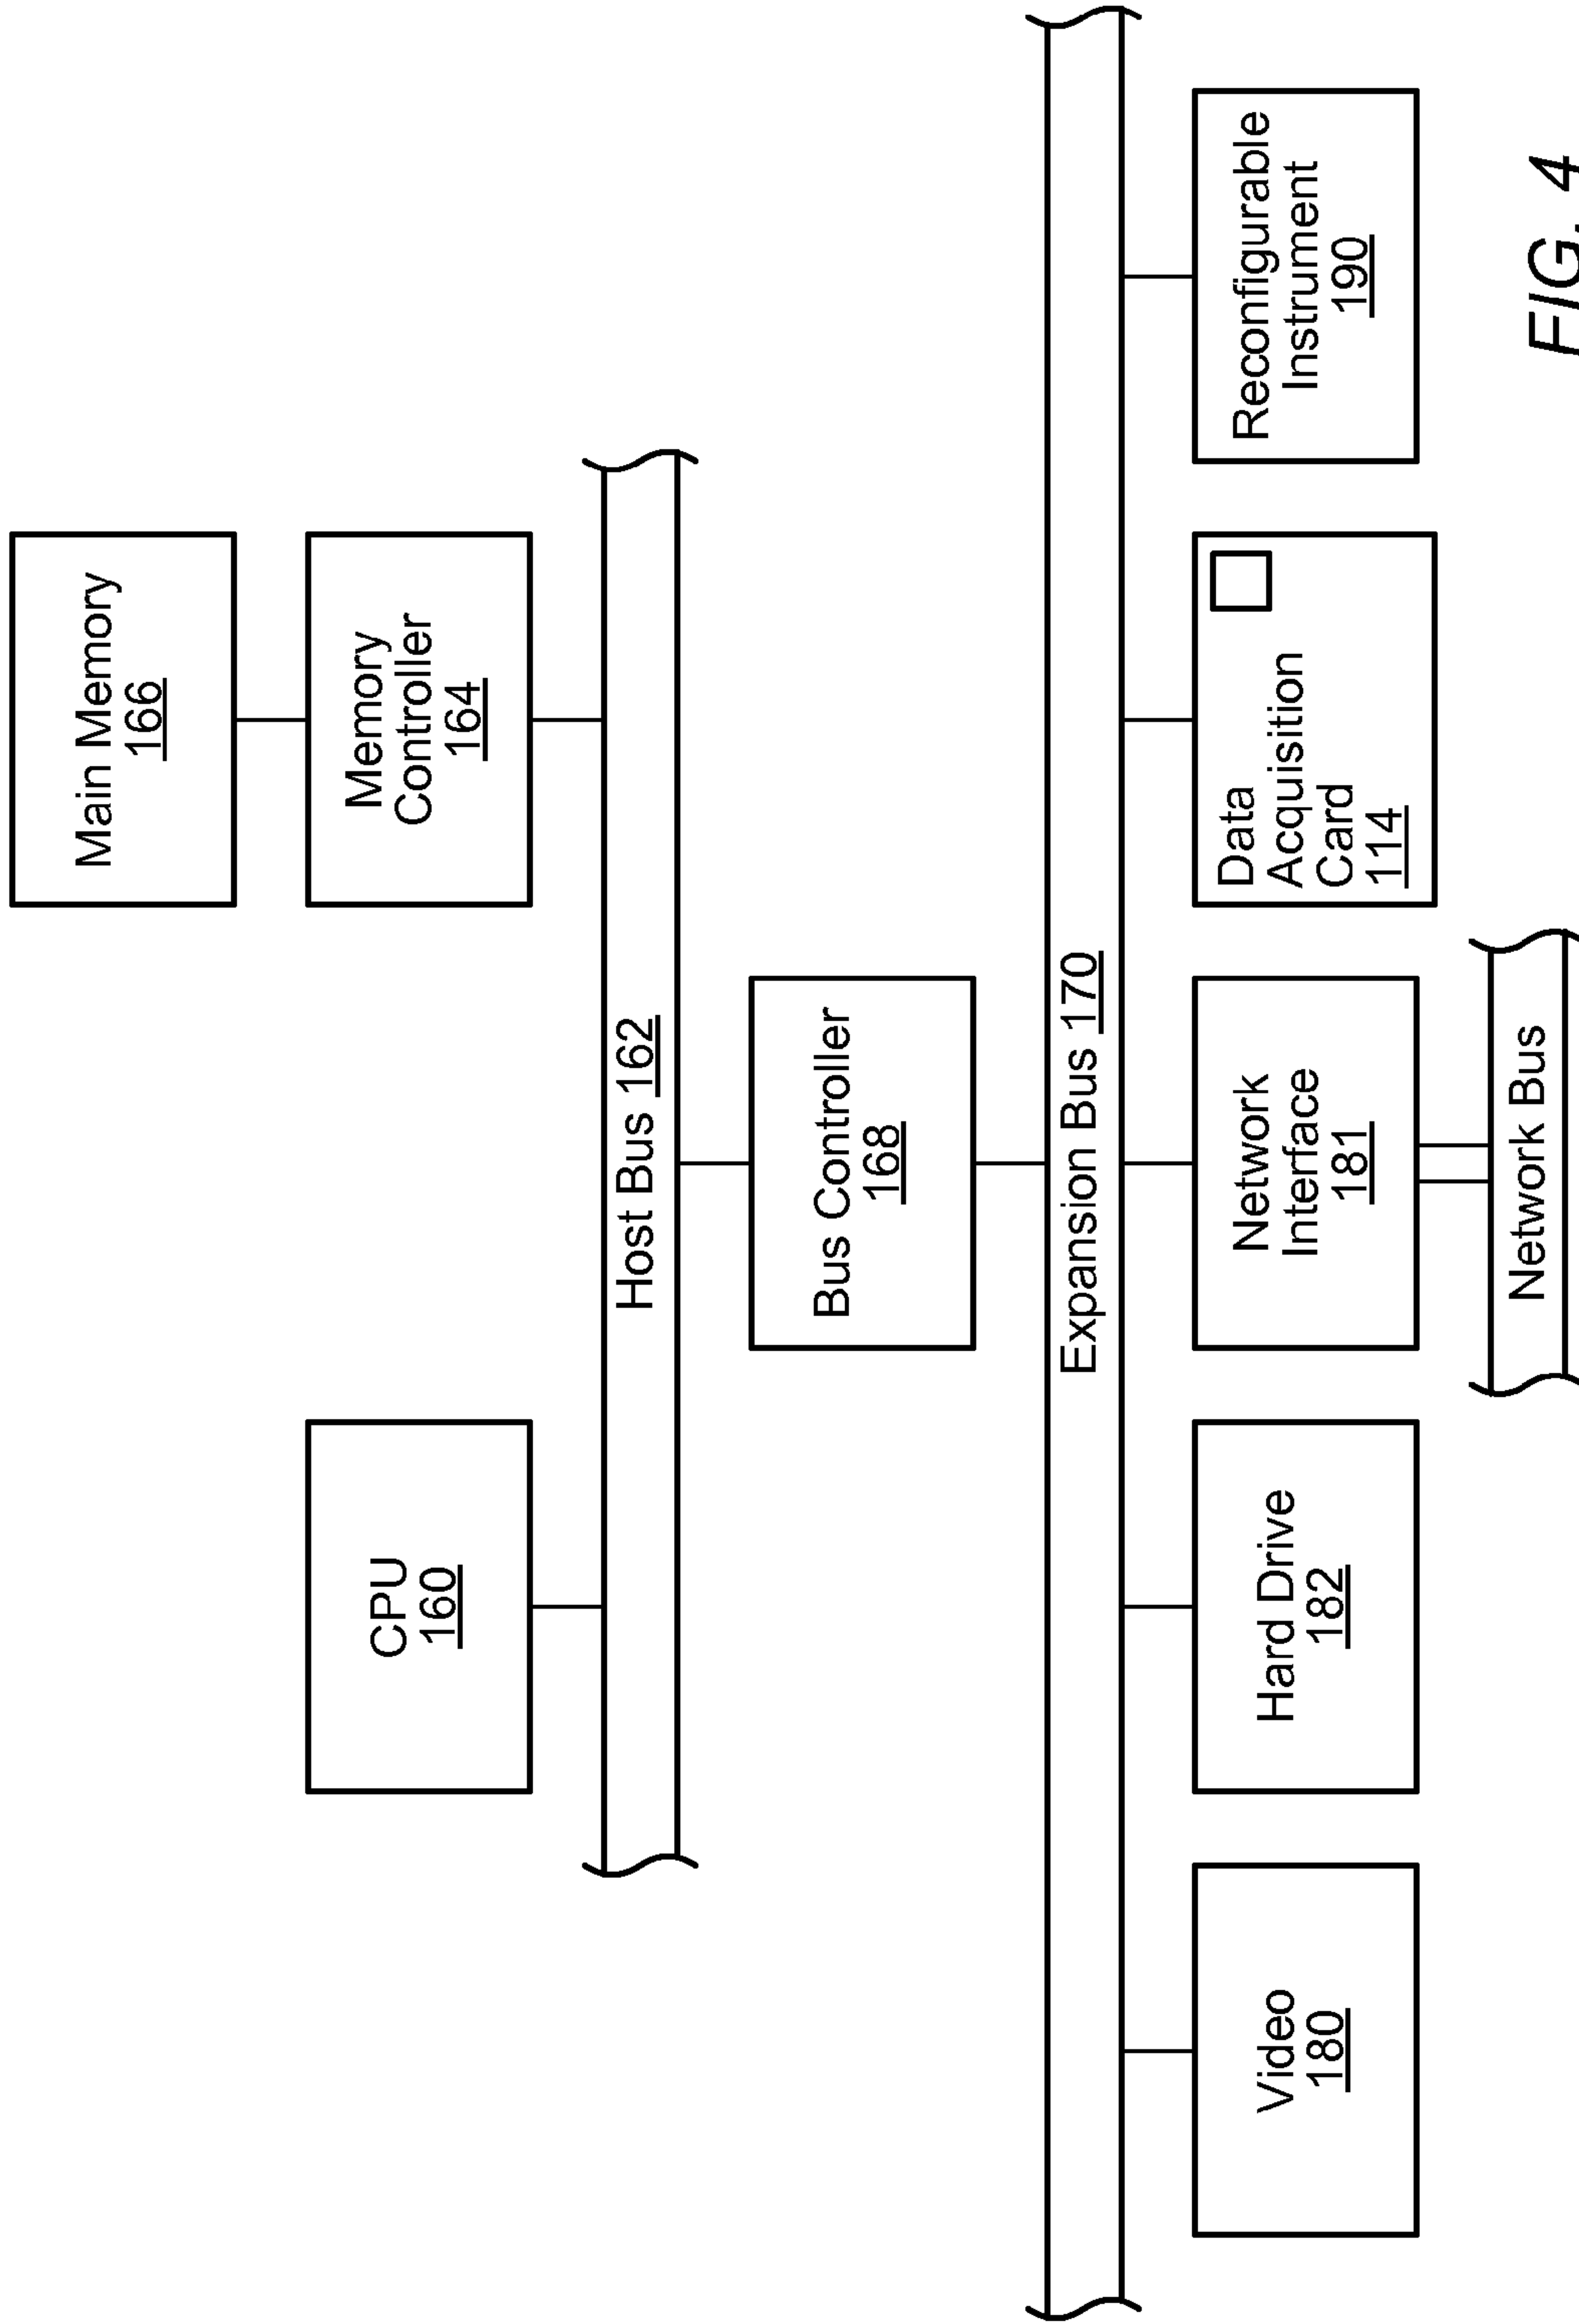 Main Memory
166
CPU
160
Memory
Controller
164
Host Bus 162
Bus Controller
168
Expansion Bus 170
Video
180
Hard Drive
182
Network
Interface
181
Data
Acquisition
Card
114
Reconfigurable
Instrument
190
Network Bus
FIG. 4